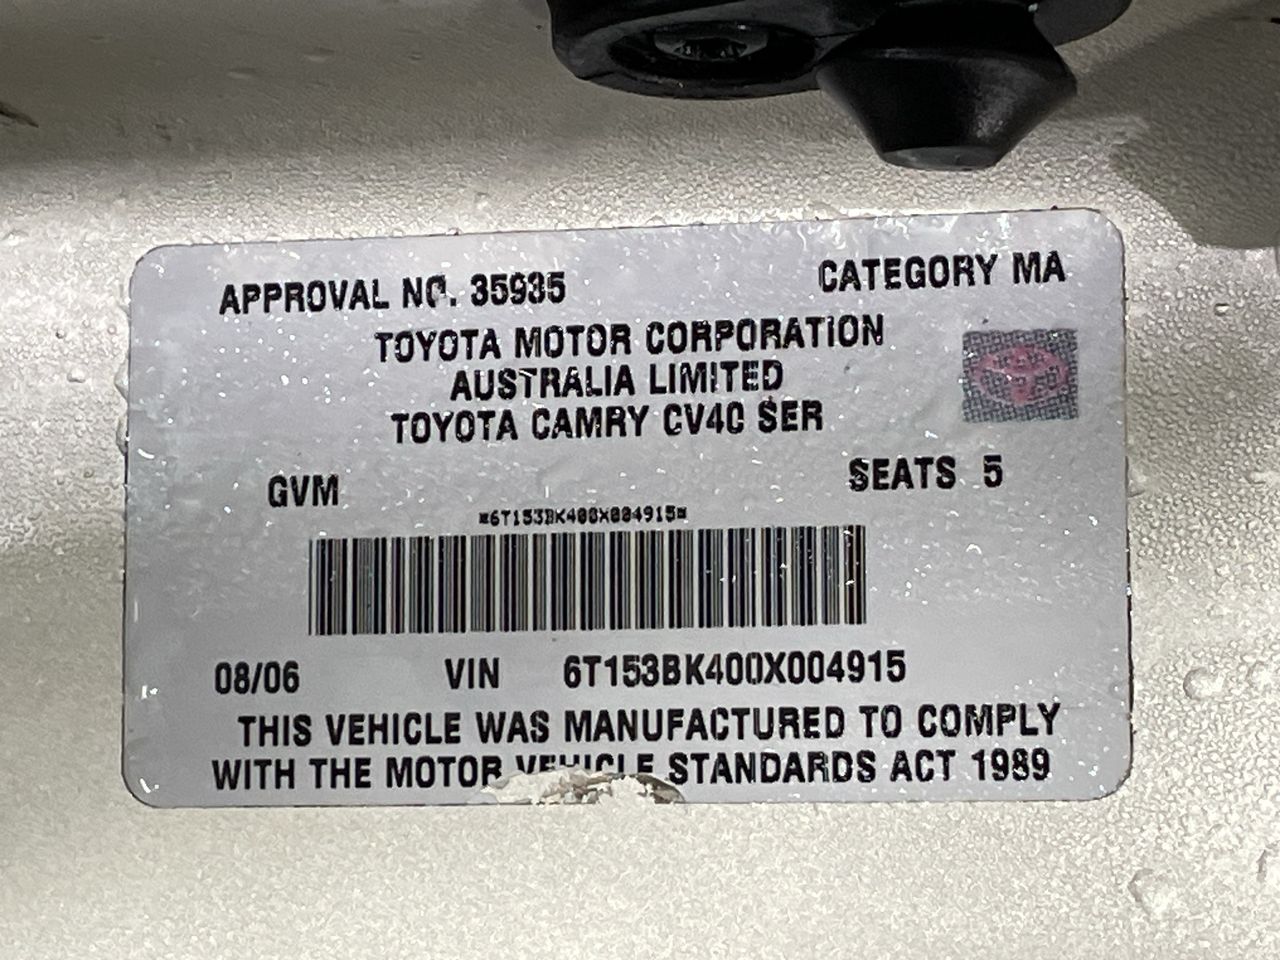 APPROVAL NO. 35935
CATEGORY MA
TOYOTA MOTOR CORPORATION
AUSTRALIA LIMITED
TOYOTA CAMRY CV40 SER
GVM
SEATS 5
*6T153BK400X004915*
08/06 VIN 6T153BK400X004915
THIS VEHICLE WAS MANUFACTURED TO COMPLY
WITH THE MOTOR VEHICLE STANDARDS ACT 1989